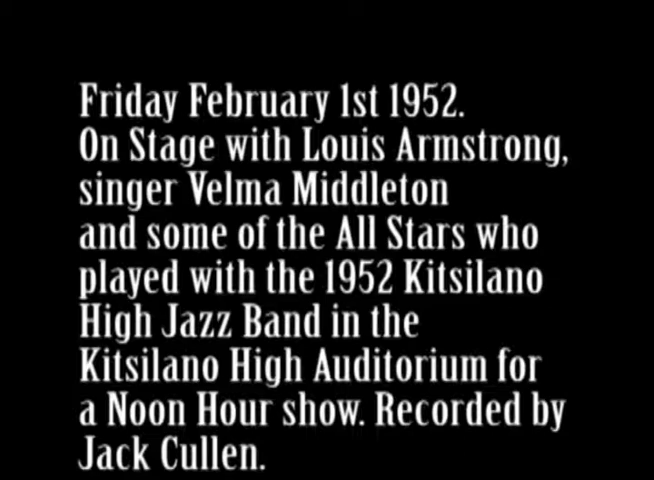 Friday February 1st 1952.
On Stage with Louis Armstrong,
singer Velma Middleton
and some of the All Stars who
played with the 1952 Kitsilano
High Jazz Band in the
Kitsilano High Auditorium for
a Noon Hour show. Recorded by
Jack Cullen.